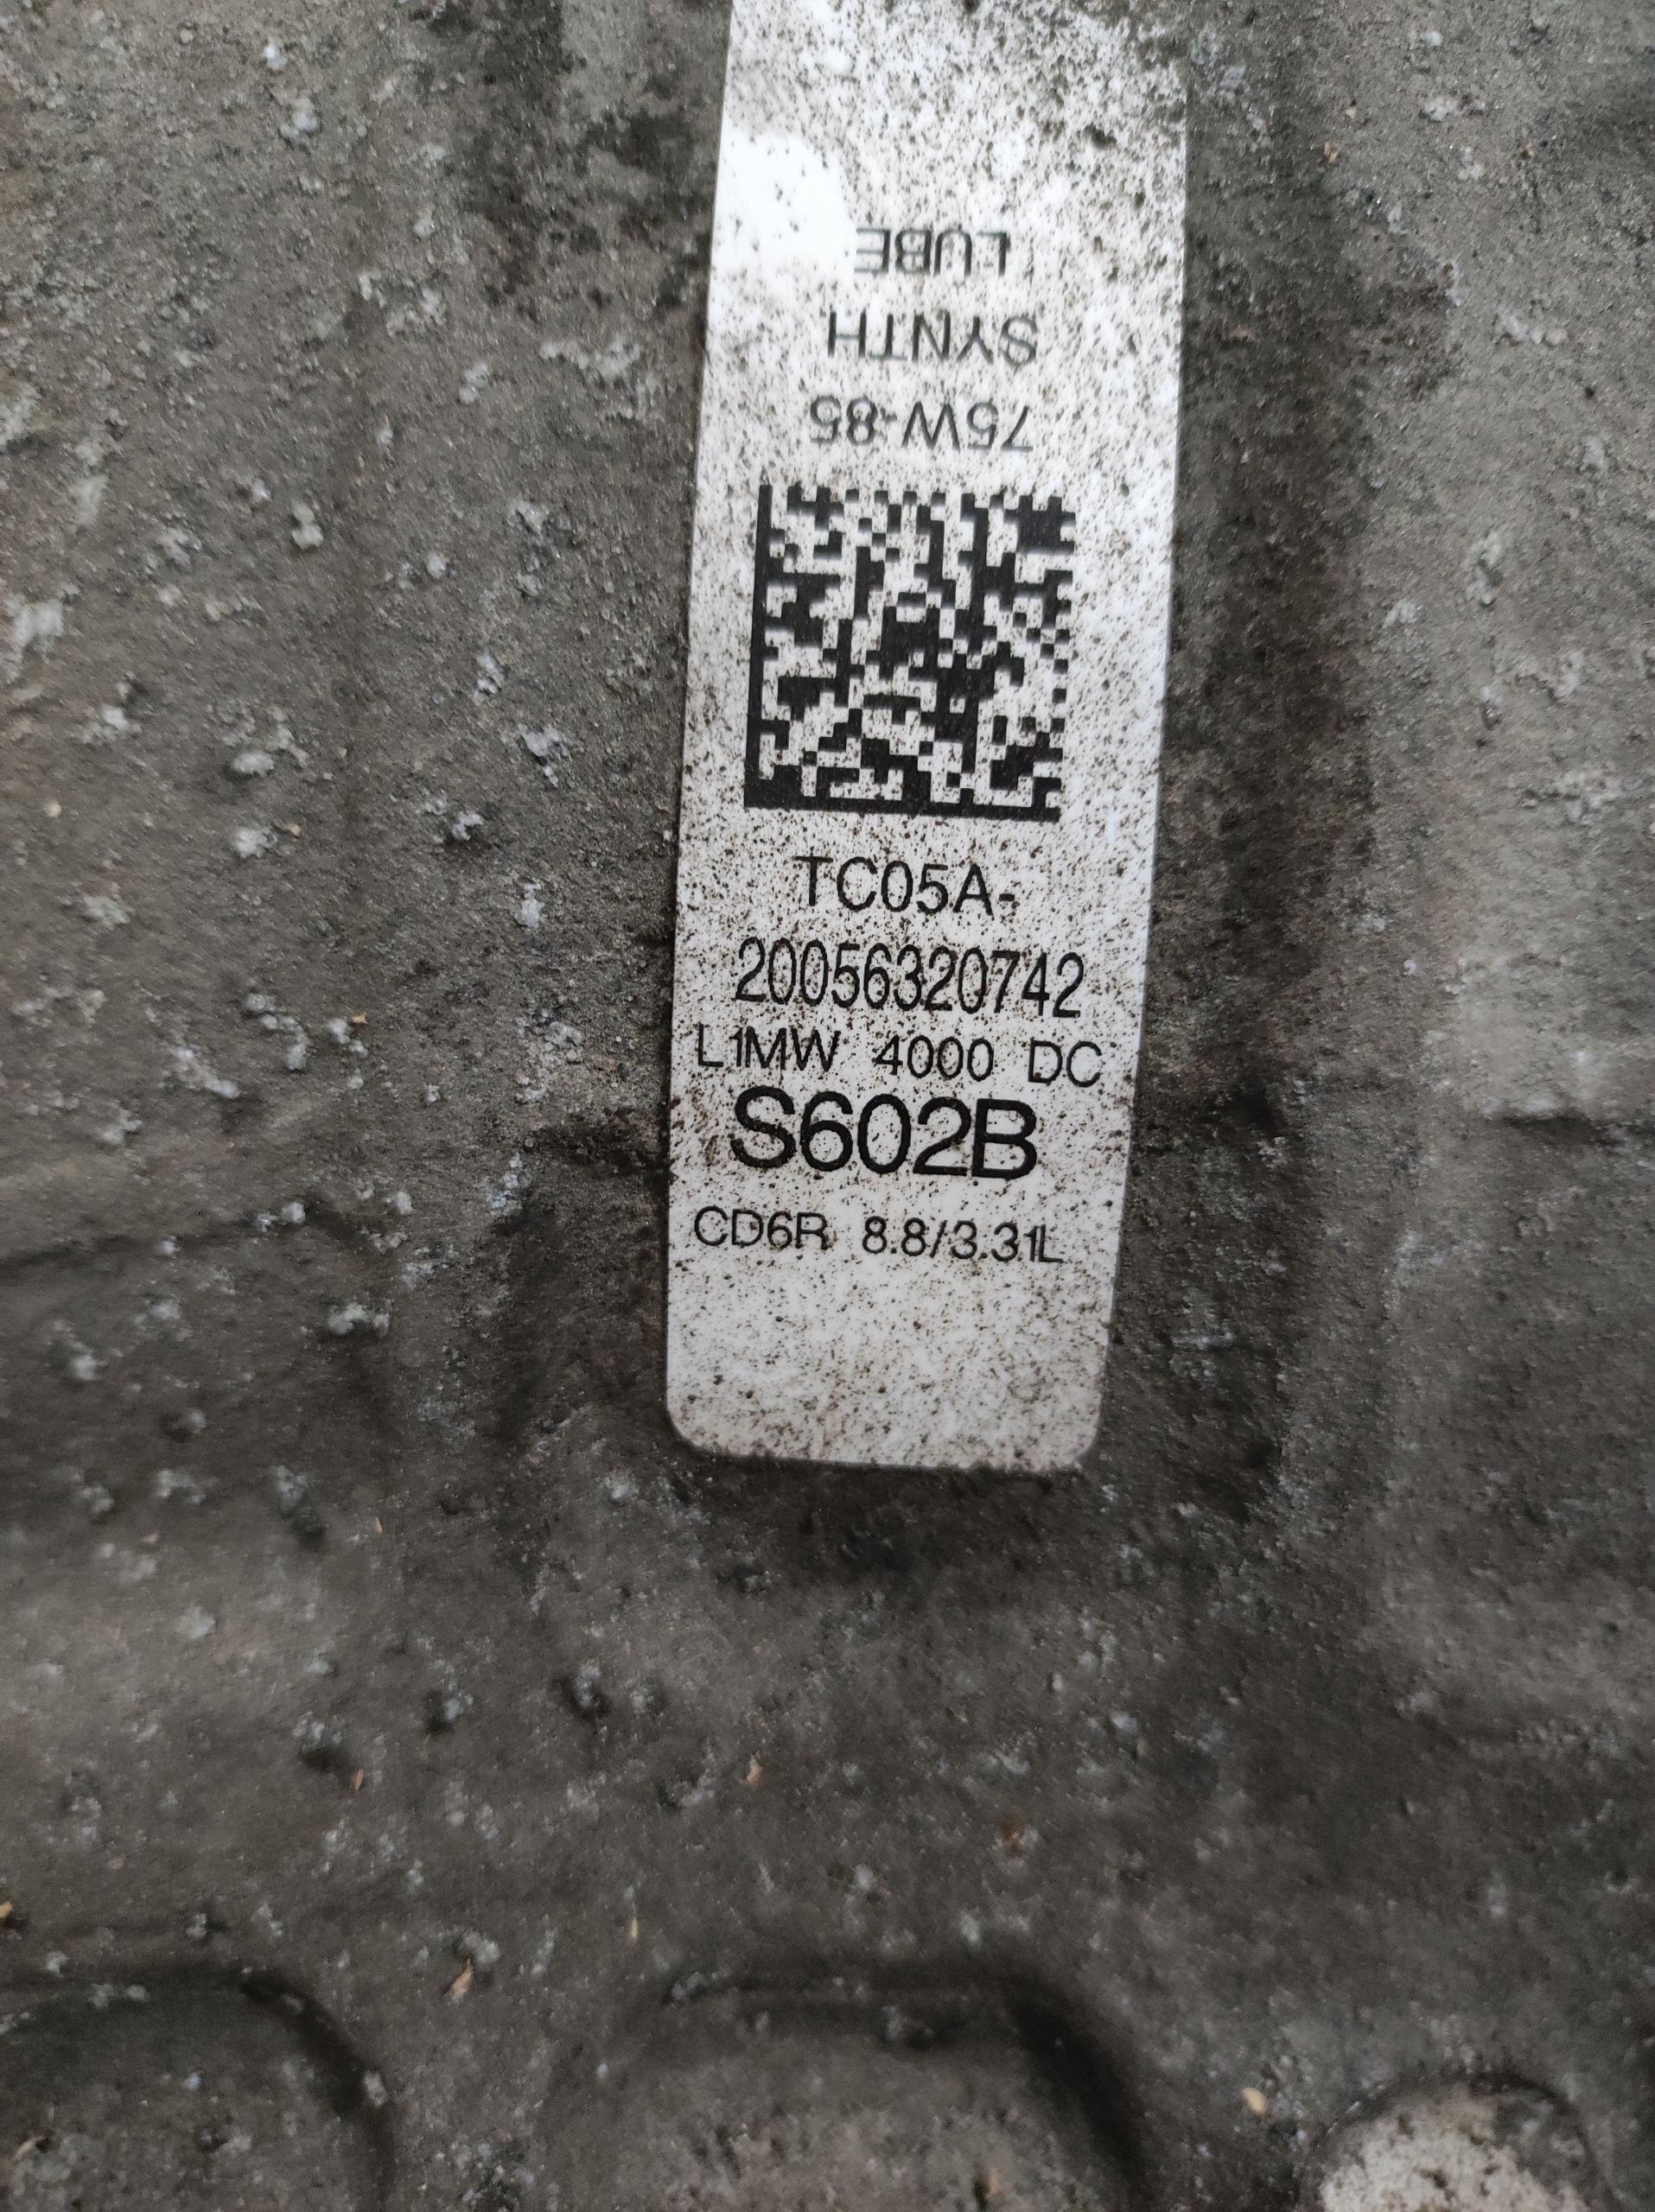 LUBE
SYNTH
75W-85
TC05A-
20056320742
L1MW 4000 DC
S602B
CD6R 8.8/3.31L